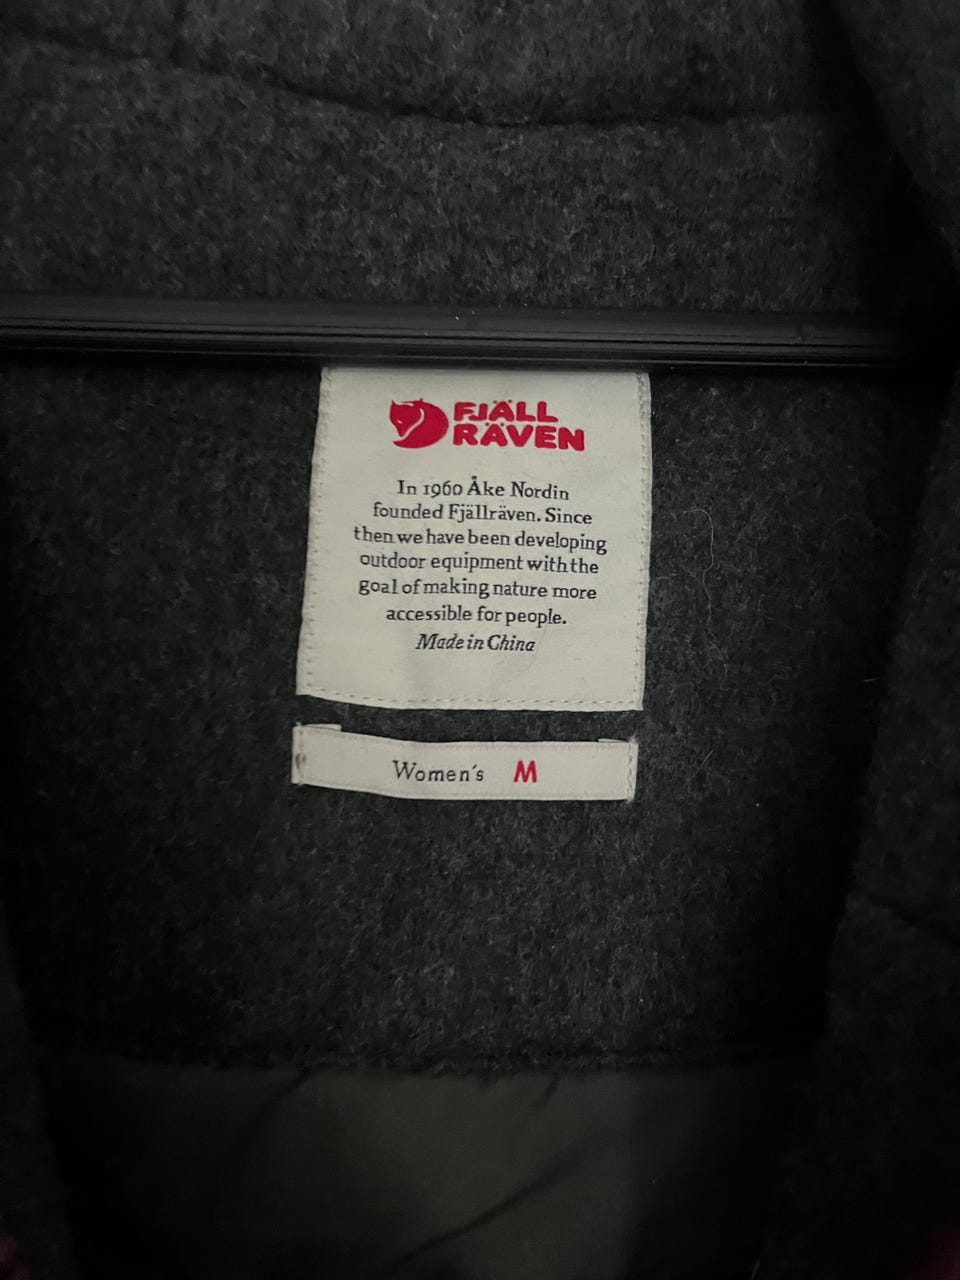 FJÄLL
RÄVEN
In 1960 Åke Nordin
founded Fjällräven. Since
then we have been developing
outdoor equipment with the
goal of making nature more
accessible for people.
Made in China
Women's M